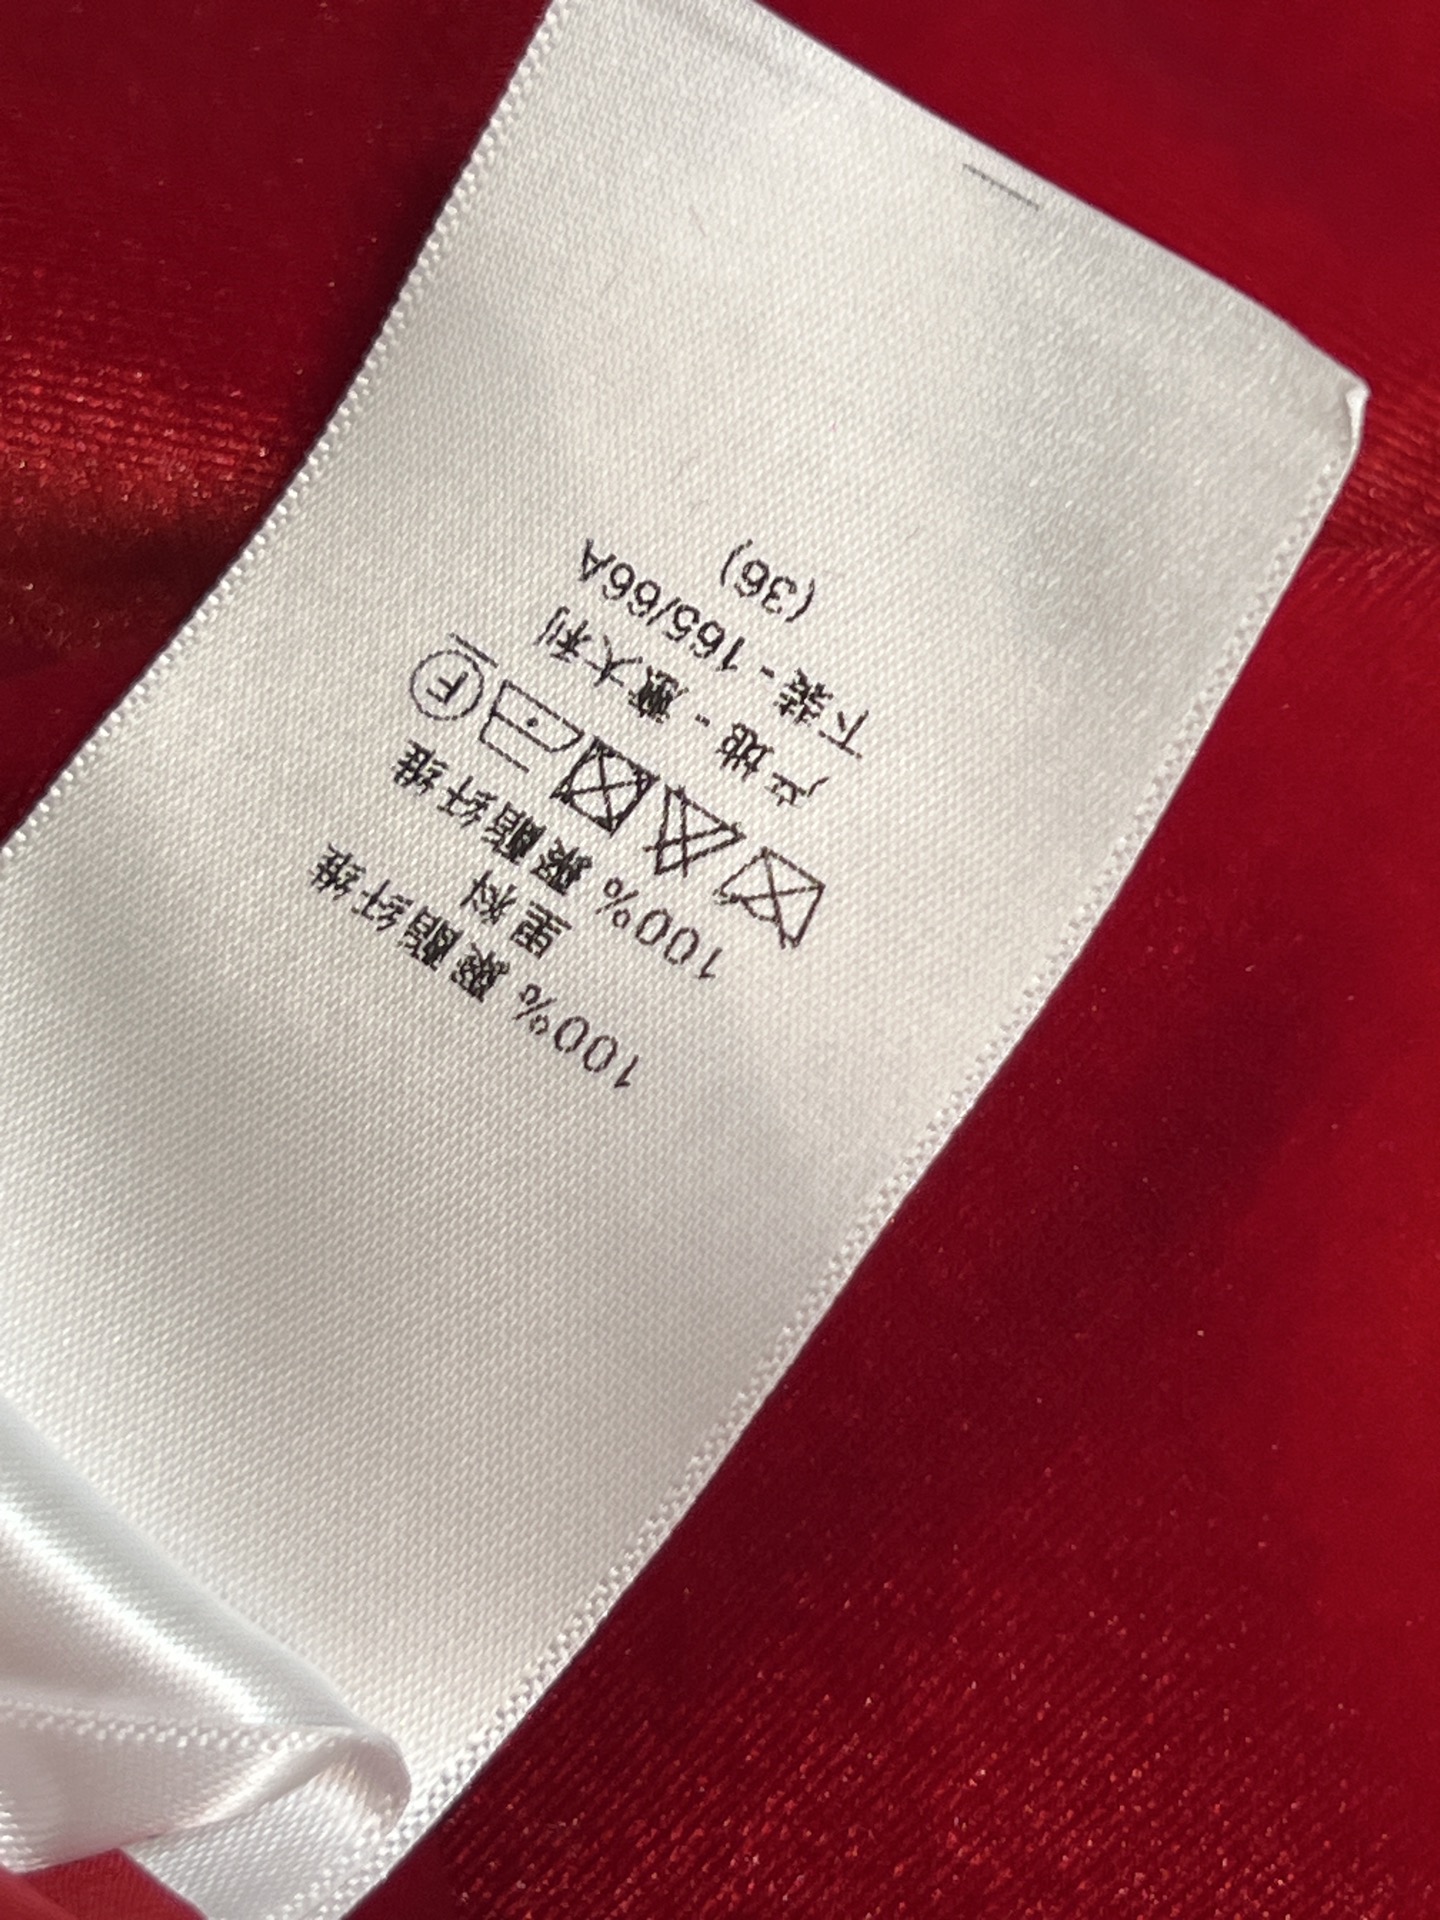 100% 聚酯纤维
里料
100% 聚酯纤维
F
产地 - 意大利
下装 - 165/66A
(36)